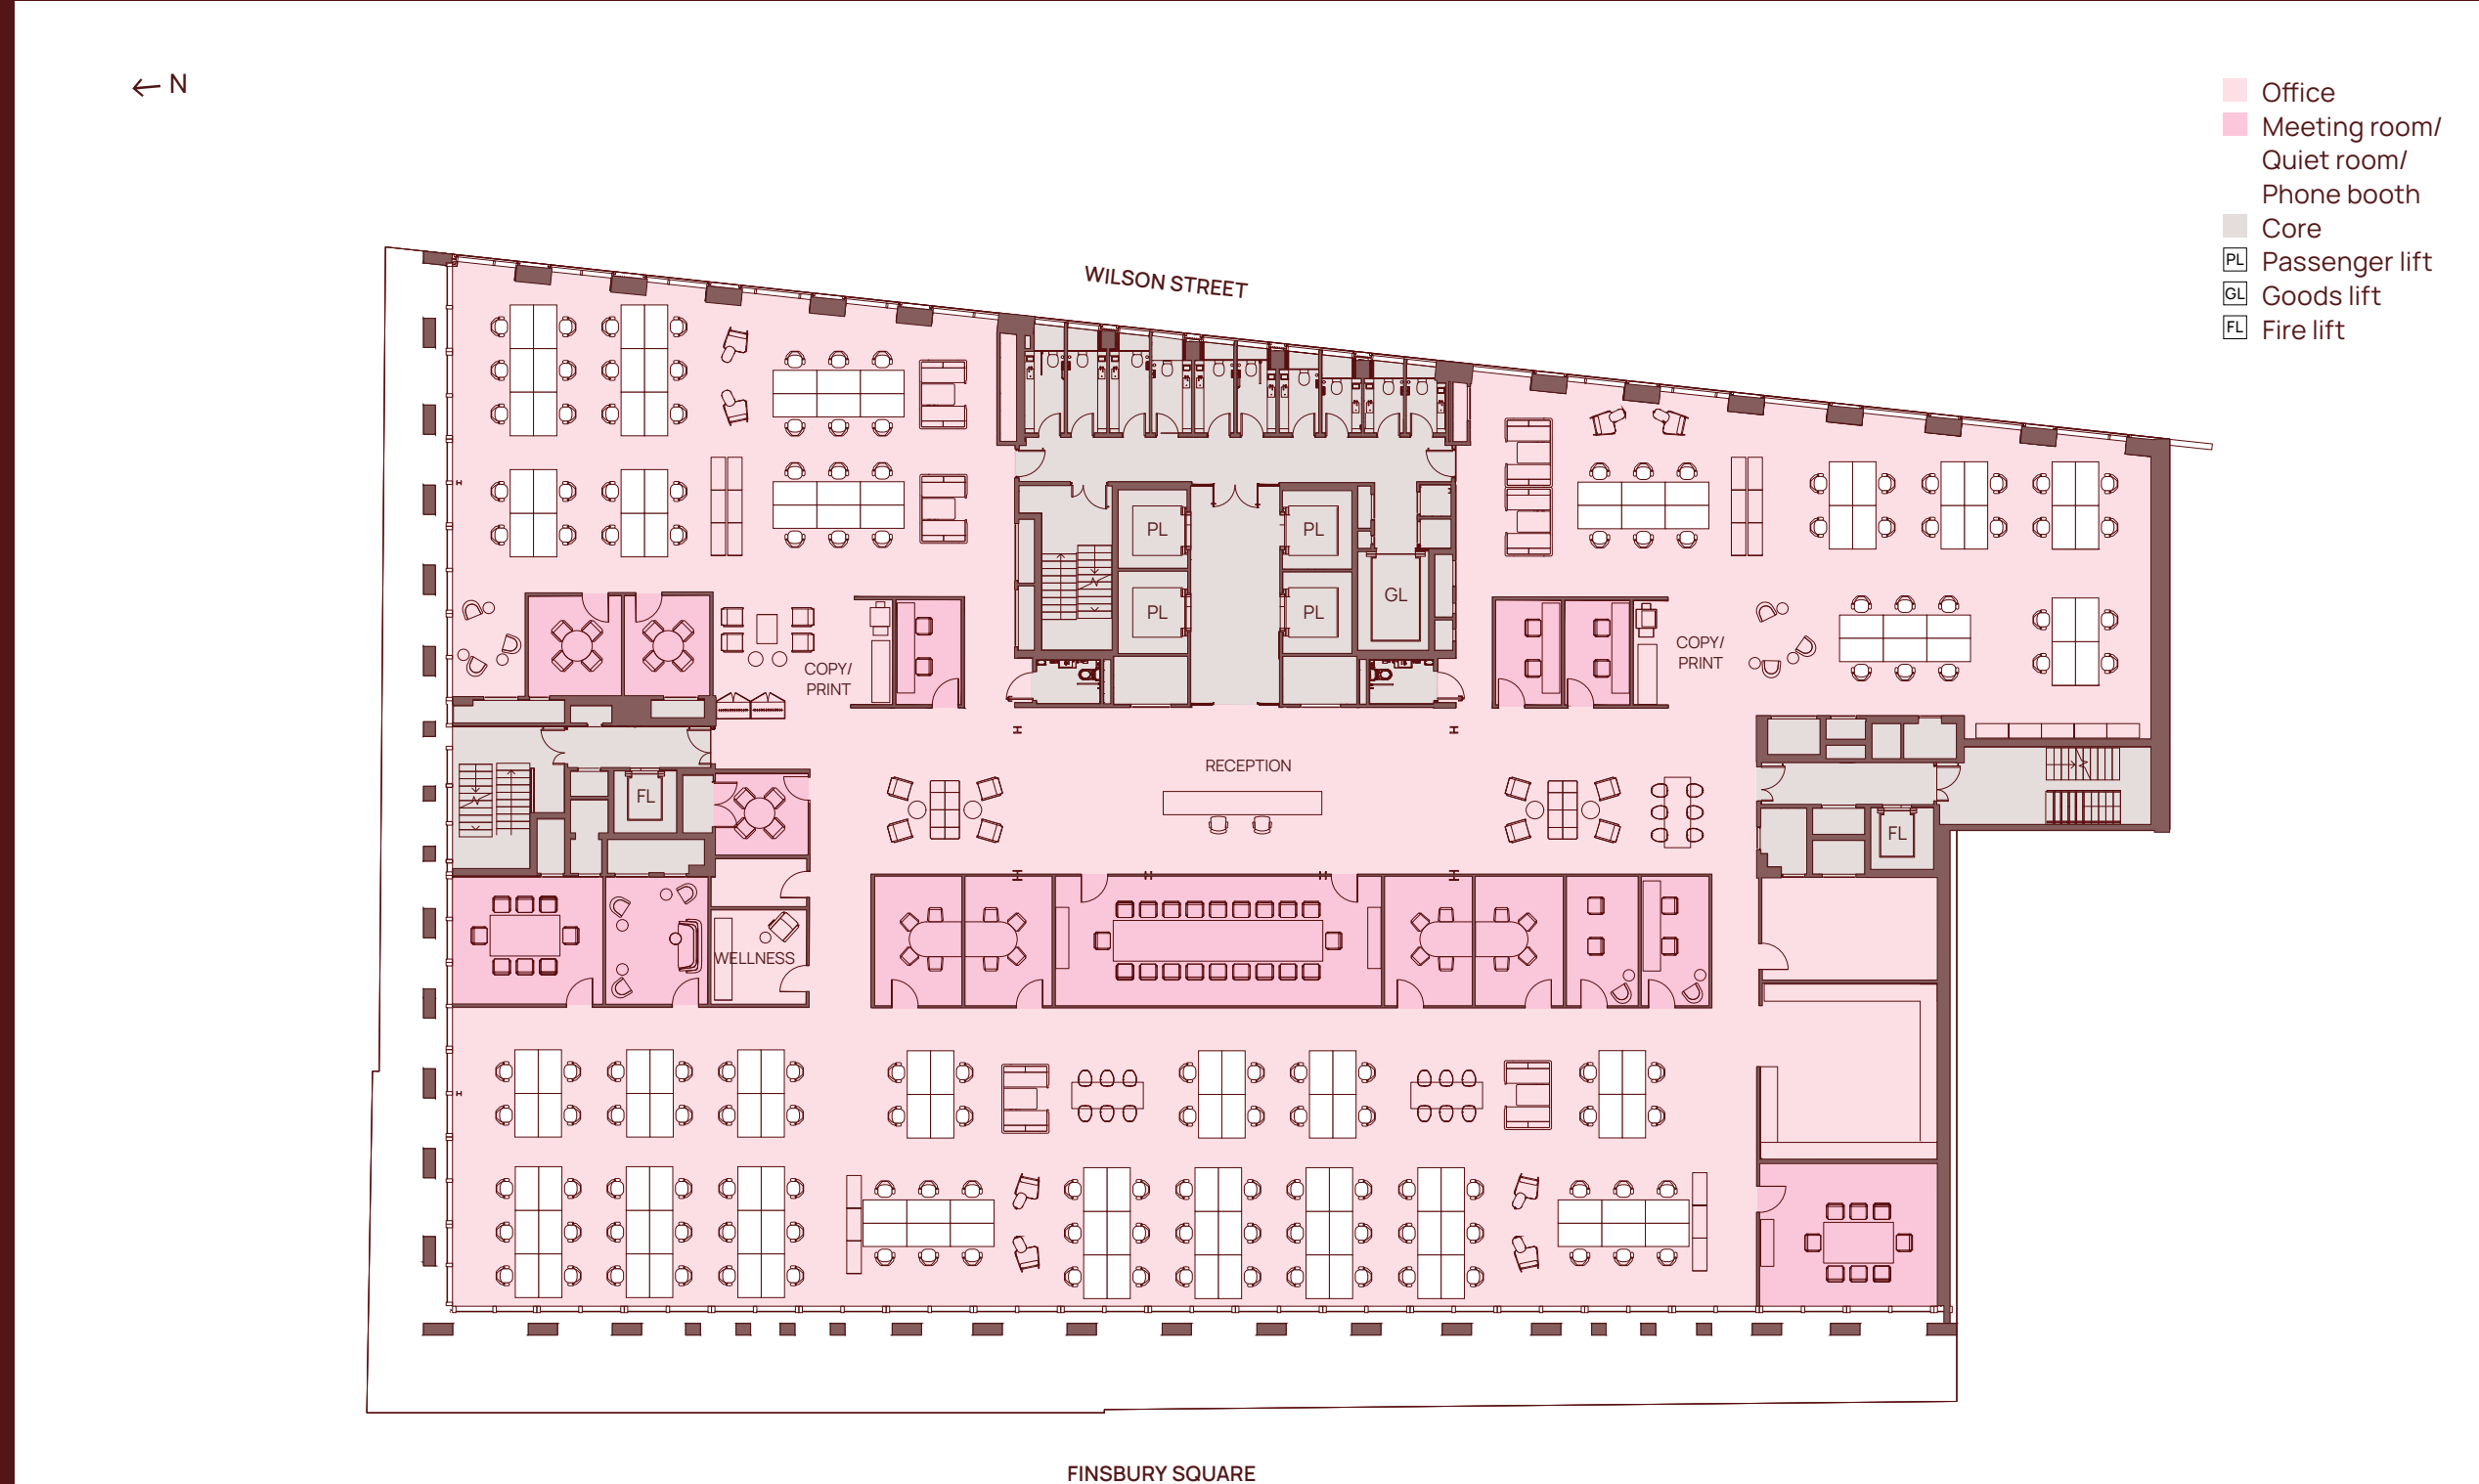 ← N
Office
Meeting room/
Quiet room/
Phone booth
Core
PL Passenger lift
GL Goods lift
FL Fire lift
WILSON STREET
PL
PL
PL
PL
GL
COPY/
PRINT
COPY/
PRINT
RECEPTION
FL
FL
WELLNESS
FINSBURY SQUARE